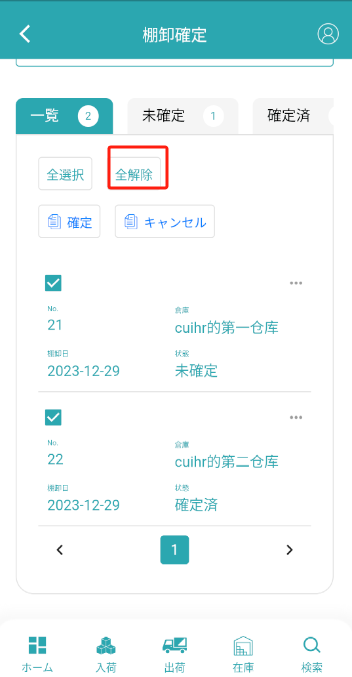 棚卸確定
一覧 2 未確定 1 確定済
全選択 全解除
確定 キャンセル
No. 倉庫
21 cuihr的第一仓库
棚卸日 状態
2023-12-29 未確定
No. 倉庫
22 cuihr的第二仓库
棚卸日 状態
2023-12-29 確定済
1
ホーム 入荷 出荷 在庫 検索